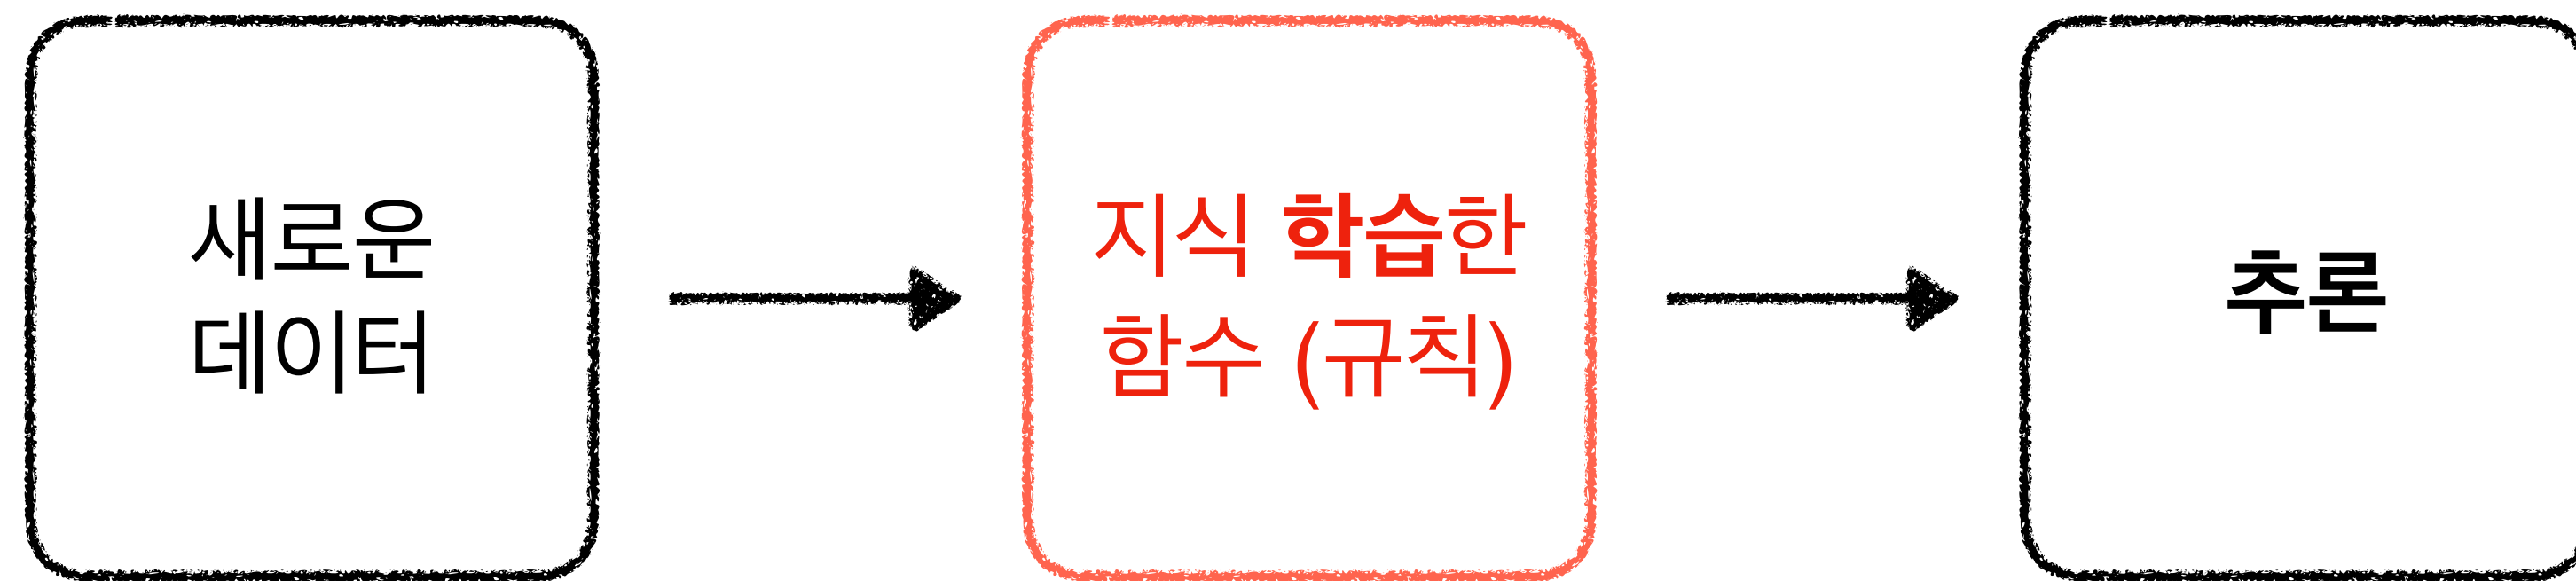 새로운
데이터
지식 학습한
함수 (규칙)
추론